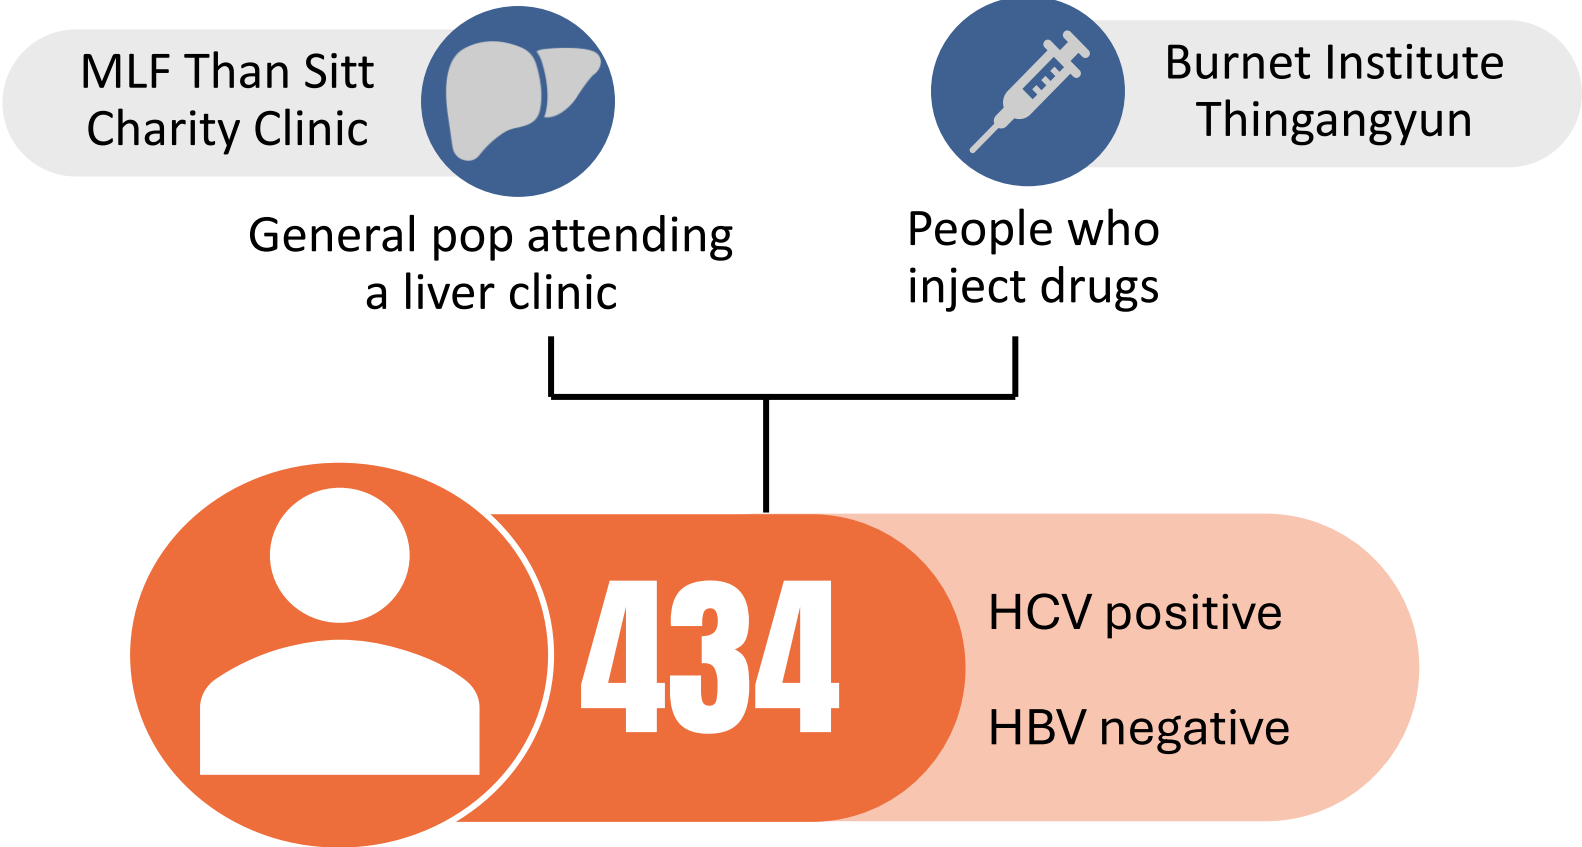 MLF Than Sitt
Charity Clinic
General pop attending
a liver clinic
Burnet Institute
Thingangyun
People who
inject drugs
434
HCV positive
HBV negative